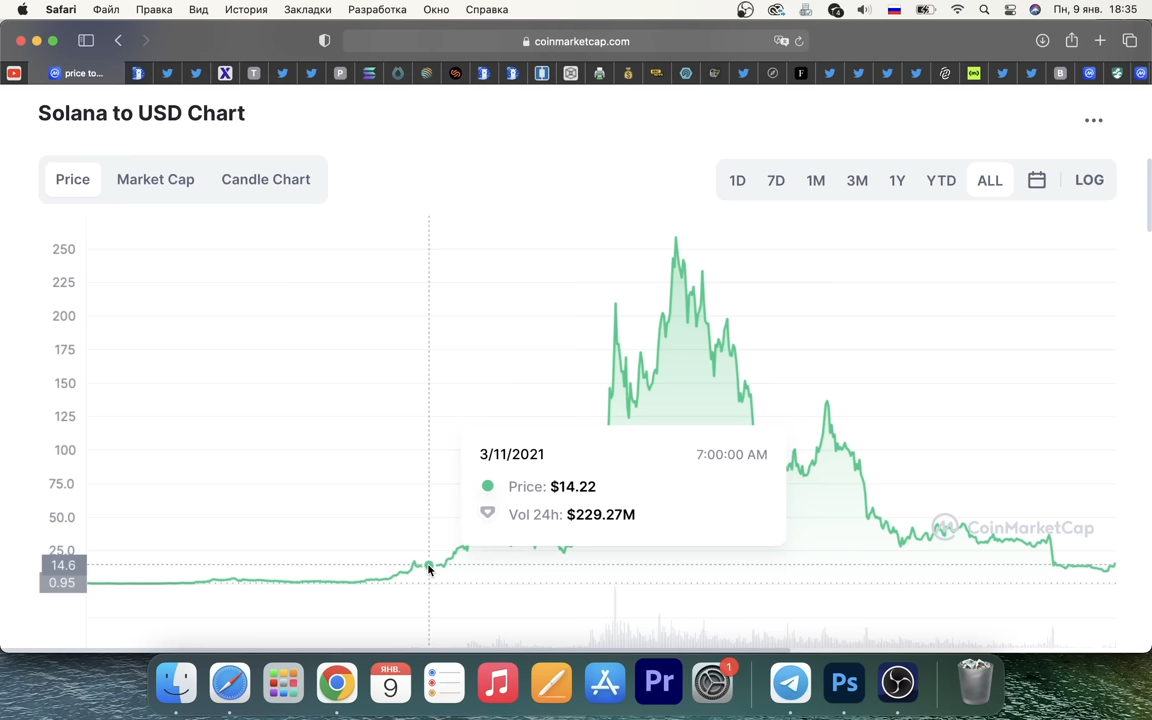 Safari Файл Правка Вид История Закладки Разработка Окно Справка Пн, 9 янв. 18:35
coinmarketcap.com
price to...
Solana to USD Chart
Price Market Cap Candle Chart
1D 7D 1M 3M 1Y YTD ALL LOG
250
225
200
175
150
125
100
75.0
50.0
25.0
14.6
0.95
3/11/2021 7:00:00 AM
Price: $14.22
Vol 24h: $229.27M
CoinMarketCap
ЯНВ.
9
Pr
1
Ps